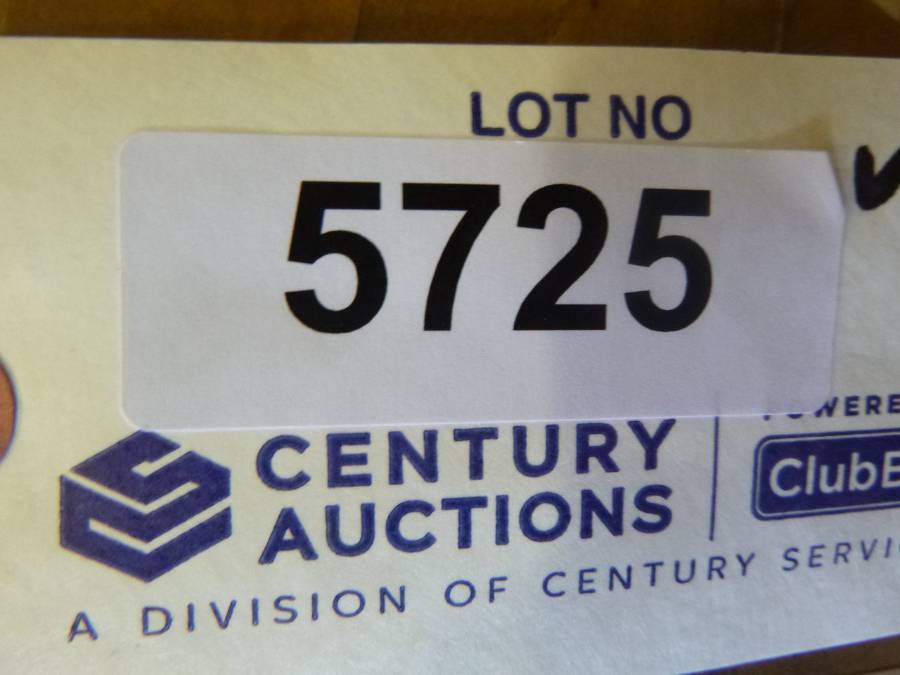 LOT NO
5725
CENTURY
AUCTIONS
A DIVISION OF CENTURY